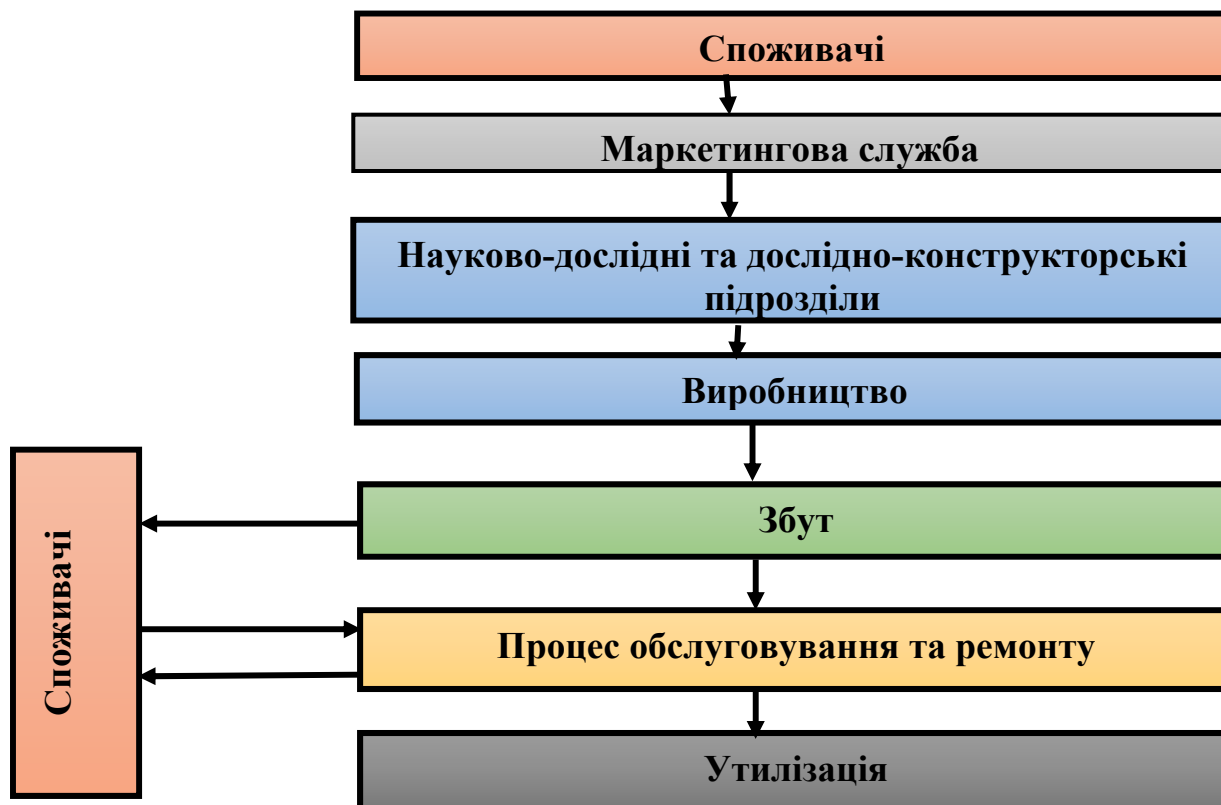 Споживачі
Маркетингова служба
Науково-дослідні та дослідно-конструкторські
підрозділи
Виробництво
Збут
Споживачі
Процес обслуговування та ремонту
Утилізація